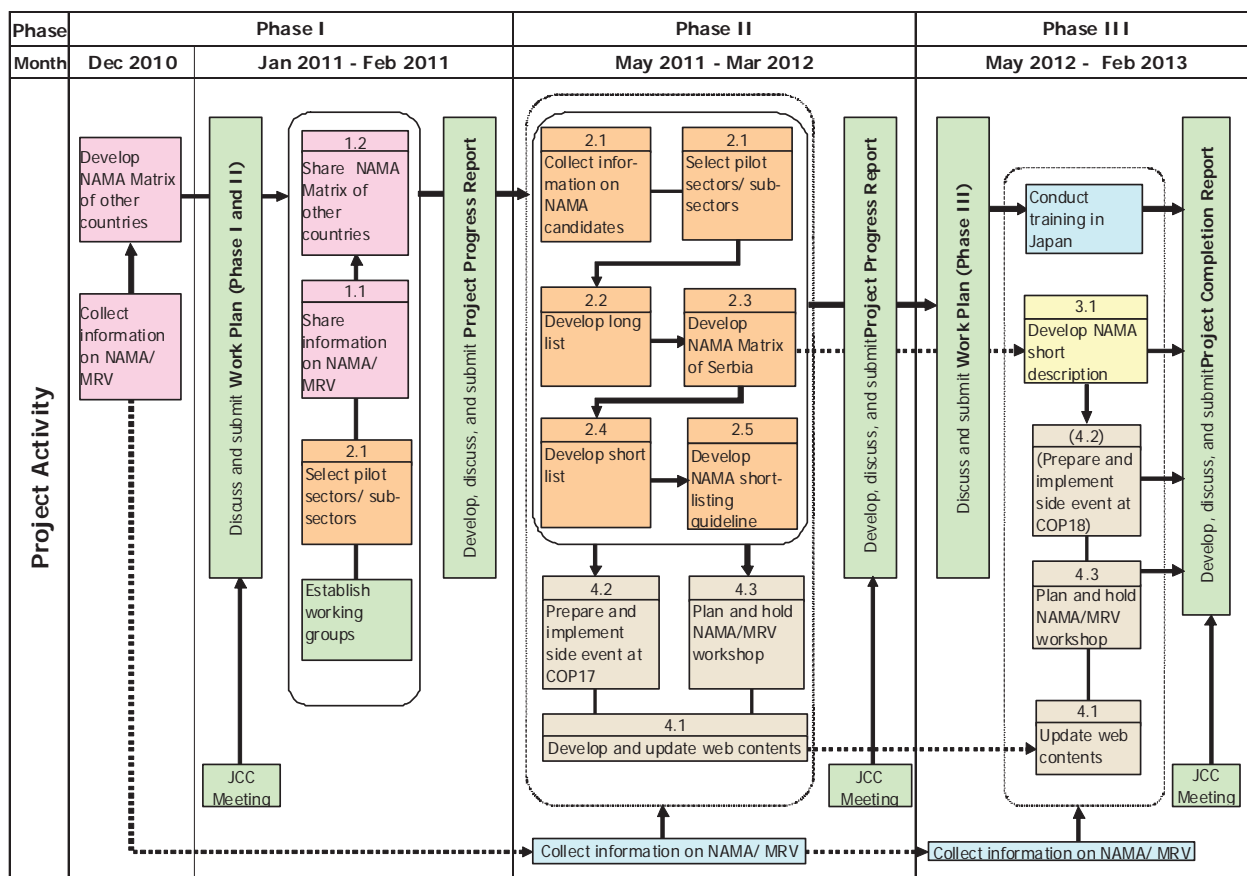 Phase
Phase I
Phase II
Phase III
Month
Dec 2010
Jan 2011 - Feb 2011
May 2011 - Mar 2012
May 2012 - Feb 2013
Project Activity
Develop
NAMA Matrix
of other
countries
Collect
information
on NAMA/
MRV
Discuss and submit Work Plan (Phase I and II)
JCC
Meeting
1.2
Share NAMA
Matrix of
other
countries
1.1
Share
information
on NAMA/
MRV
2.1
Select pilot
sectors/ sub-
sectors
Establish
working
groups
Develop, discuss, and submit Project Progress Report
2.1
Collect infor-
mation on
NAMA
candidates
2.1
Select pilot
sectors/ sub-
sectors
2.2
Develop long
list
2.3
Develop
NAMA Matrix
of Serbia
2.4
Develop short
list
2.5
Develop
NAMA short-
listing
guideline
4.2
Prepare and
implement
side event at
COP17
4.3
Plan and hold
NAMA/MRV
workshop
4.1
Develop and update web contents
Collect information on NAMA/ MRV
Develop, discuss, and submitProject Progress Report
JCC
Meeting
Discuss and submit Work Plan (Phase III)
Conduct
training in
Japan
3.1
Develop NAMA
short
description
(4.2)
(Prepare and
implement
side event at
COP18)
4.3
Plan and hold
NAMA/MRV
workshop
4.1
Update web
contents
Collect information on NAMA/ MRV
Develop, discuss, and submitProject Completion Report
JCC
Meeting